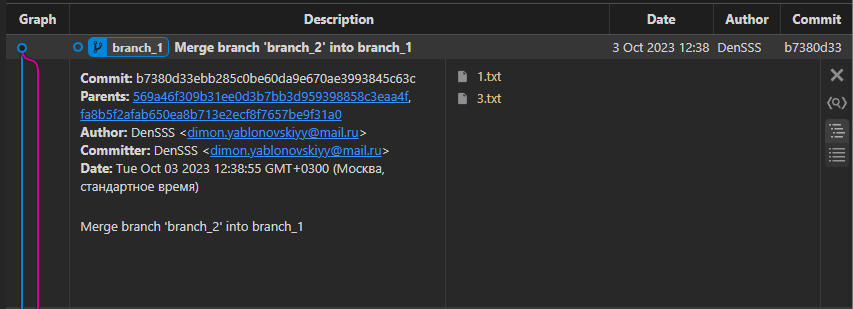 Graph Description Date Author Commit
branch_1 Merge branch 'branch_2' into branch_1 3 Oct 2023 12:38 DenSSS b7380d33
Commit: b7380d33ebb285c0be60da9e670ae3993845c63c
Parents: 569a46f309b31ee0d3b7bb3d959398858c3eaa4f,
fa8b5f2afab650ea8b713e2ecf8f7657be9f31a0
Author: DenSSS <dimon.yablonovskiyy@mail.ru>
Committer: DenSSS <dimon.yablonovskiyy@mail.ru>
Date: Tue Oct 03 2023 12:38:55 GMT+0300 (Москва,
стандартное время)
Merge branch 'branch_2' into branch_1
1.txt
3.txt